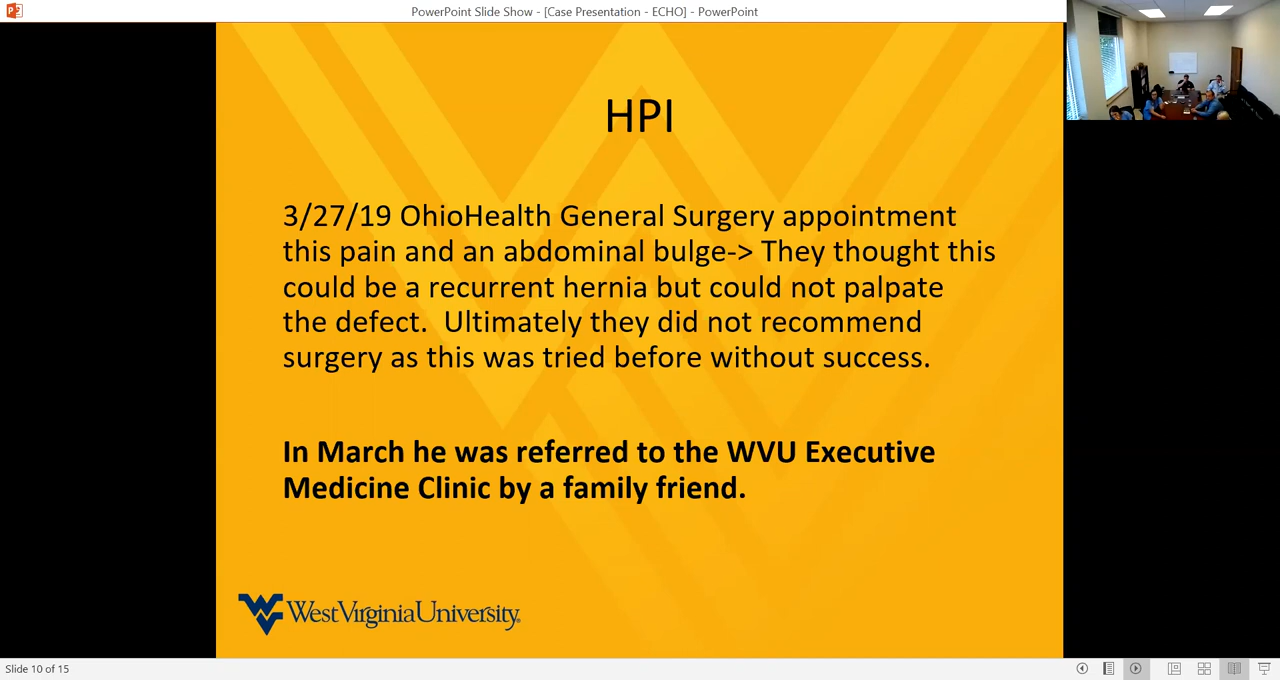 PowerPoint Slide Show - [Case Presentation - ECHO] - PowerPoint
HPI
3/27/19 OhioHealth General Surgery appointment
this pain and an abdominal bulge-> They thought this
could be a recurrent hernia but could not palpate
the defect.  Ultimately they did not recommend
surgery as this was tried before without success.
In March he was referred to the WVU Executive
Medicine Clinic by a family friend.
WestVirginiaUniversity®
Slide 10 of 15